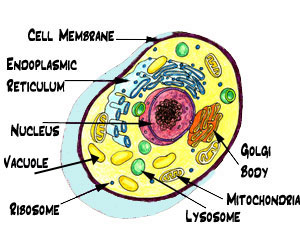 Cell Membrane
Endoplasmic
Reticulum
Nucleus
Vacuole
Ribosome
Golgi
Body
Mitochondria
Lysosome